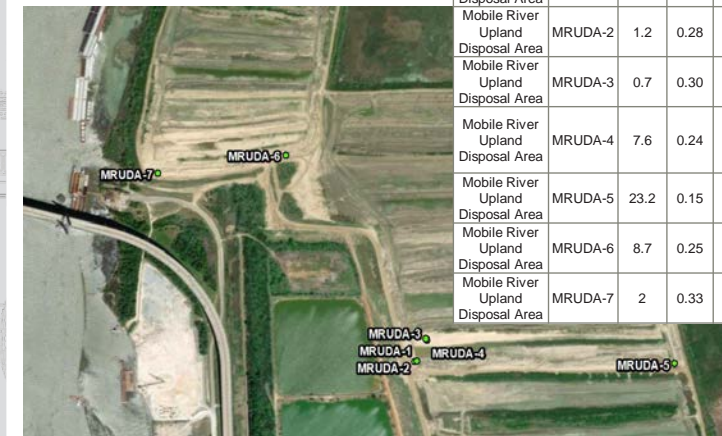 Disposal Area
Mobile River
Upland
Disposal Area
MRUDA-2 1.2 0.28
Mobile River
Upland
Disposal Area
MRUDA-3 0.7 0.30
Mobile River
Upland
Disposal Area
MRUDA-4 7.6 0.24
Mobile River
Upland
Disposal Area
MRUDA-5 23.2 0.15
Mobile River
Upland
Disposal Area
MRUDA-6 8.7 0.25
Mobile River
Upland
Disposal Area
MRUDA-7 2 0.33
MRUDA-6
MRUDA-7
MRUDA-3
MRUDA-1 MRUDA-4
MRUDA-2
MRUDA-5